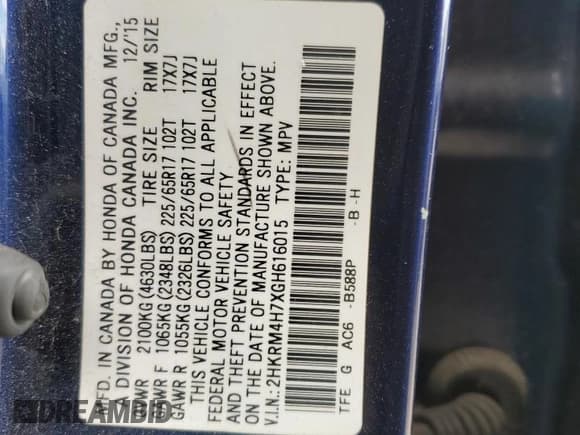 MFD. IN CANADA BY HONDA OF CANADA MFG.,
A DIVISION OF HONDA CANADA INC. 12/'15
GVWR 2100KG (4630LBS) TIRE SIZE RIM SIZE
GAWR F 1065KG (2348LBS) 225/65R17 102T 17X7J
GAWR R 1055KG (2326LBS) 225/65R17 102T 17X7J
THIS VEHICLE CONFORMS TO ALL APPLICABLE
FEDERAL MOTOR VEHICLE SAFETY
AND THEFT PREVENTION STANDARDS IN EFFECT
ON THE DATE OF MANUFACTURE SHOWN ABOVE.
V.I.N.: 2HKRM4H7XGH616015 TYPE: MPV
TFE G AC6 -B588P -B -H
DREAMBID